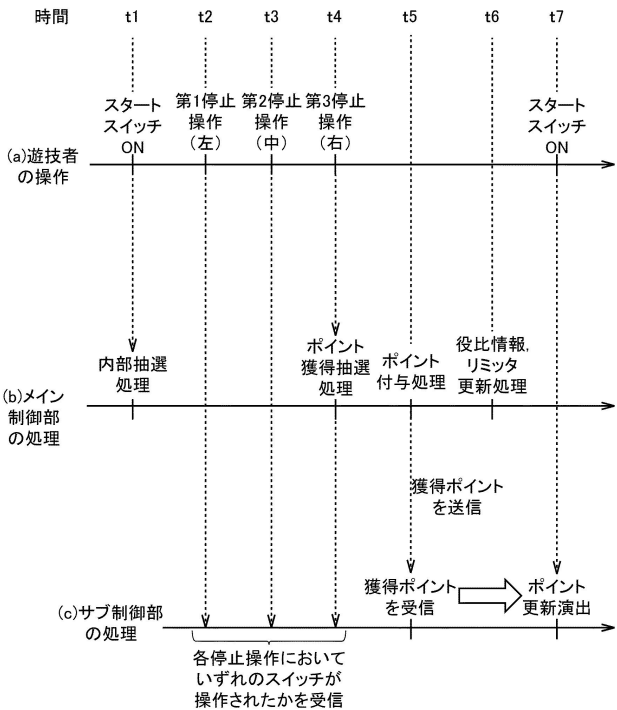 時間 t1 t2 t3 t4 t5 t6 t7
スタート
スイッチ
ON
第1停止
操作
(左)
第2停止
操作
(中)
第3停止
操作
(右)
スタート
スイッチ
ON
(a)遊技者
の操作
内部抽選
処理
ポイント
獲得抽選
処理
ポイント
付与処理
役比情報,
リミッタ
更新処理
(b)メイン
制御部
の処理
獲得ポイント
を送信
獲得ポイント
を受信
ポイント
更新演出
(c)サブ制御部
の処理
各停止操作において
いずれのスイッチが
操作されたかを受信